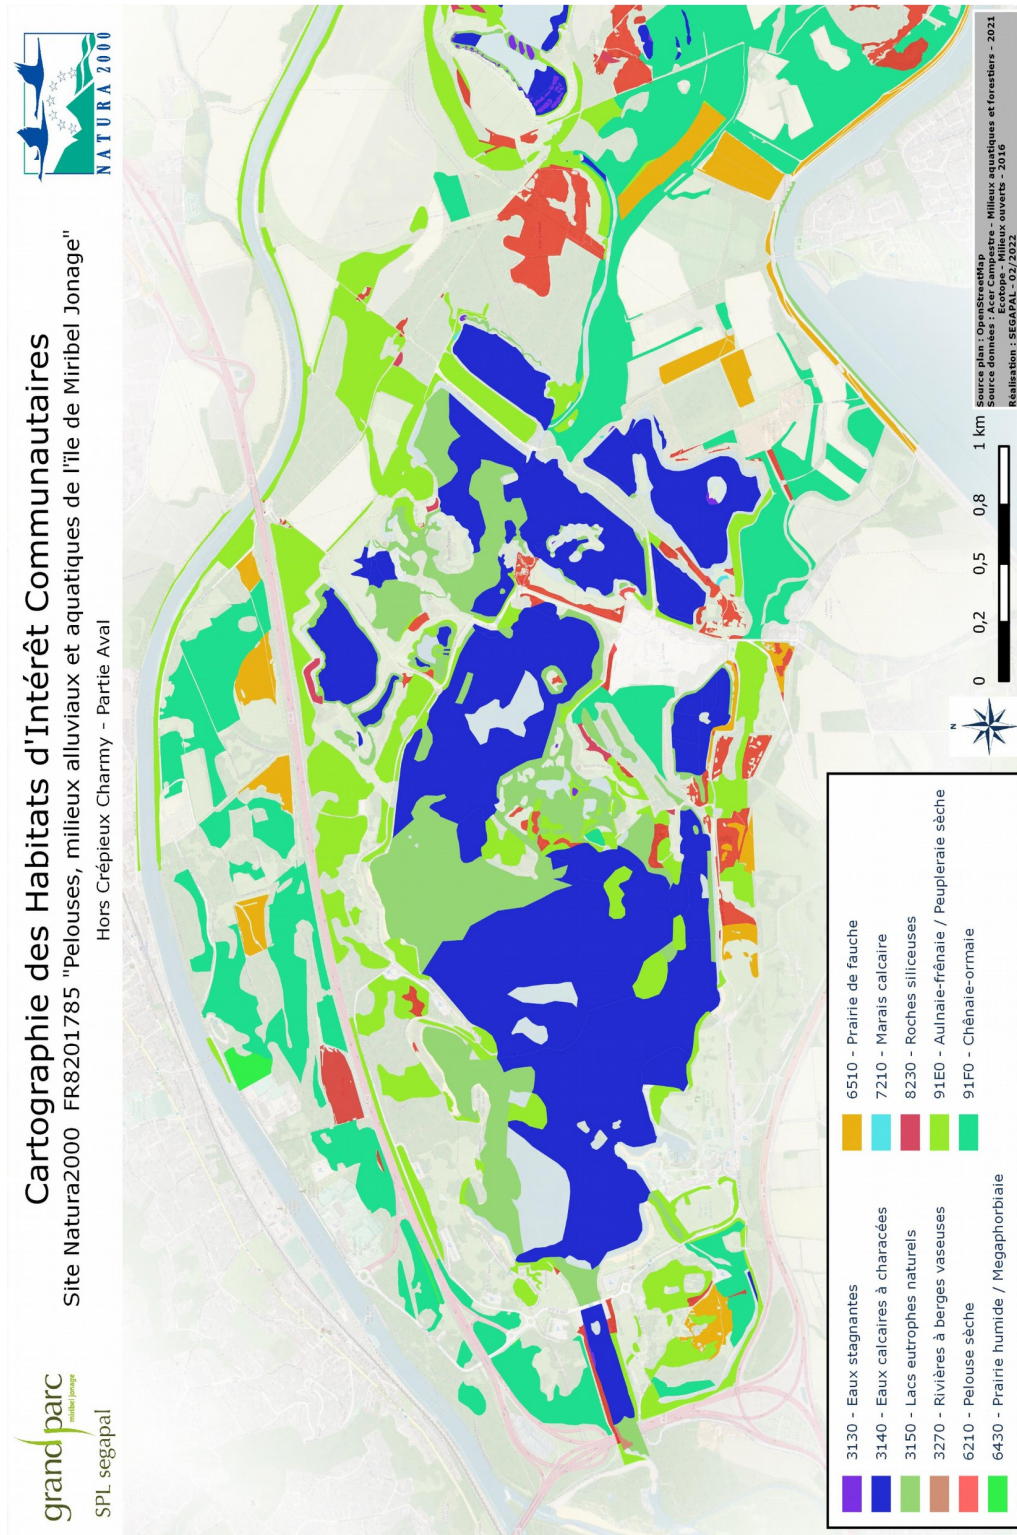 Cartographie des Habitats d'Intérêt Communautaires
Site Natura2000 FR8201785 "Pelouses, milieux alluviaux et aquatiques de l'île de Miribel Jonage"
Hors Crépieux Charmy - Partie Aval
grand parc
miribel jonage
SPL segapal
NATURA 2000
3130 - Eaux stagnantes
3140 - Eaux calcaires à characées
3150 - Lacs eutrophes naturels
3270 - Rivières à berges vaseuses
6210 - Pelouse sèche
6430 - Prairie humide / Megaphorbiaie
6510 - Prairie de fauche
7210 - Marais calcaire
8230 - Roches siliceuses
91E0 - Aulnaie-frênaie / Peupleraie sèche
91F0 - Chênaie-ormaie
N
0 0,2 0,5 0,8 1 km
Source plan : OpenStreetMap
Source données : Acer Campestre - Milieux aquatiques et forestiers - 2021
Ecotope - Milieux ouverts - 2016
Réalisation : SEGAPAL - 02/2022